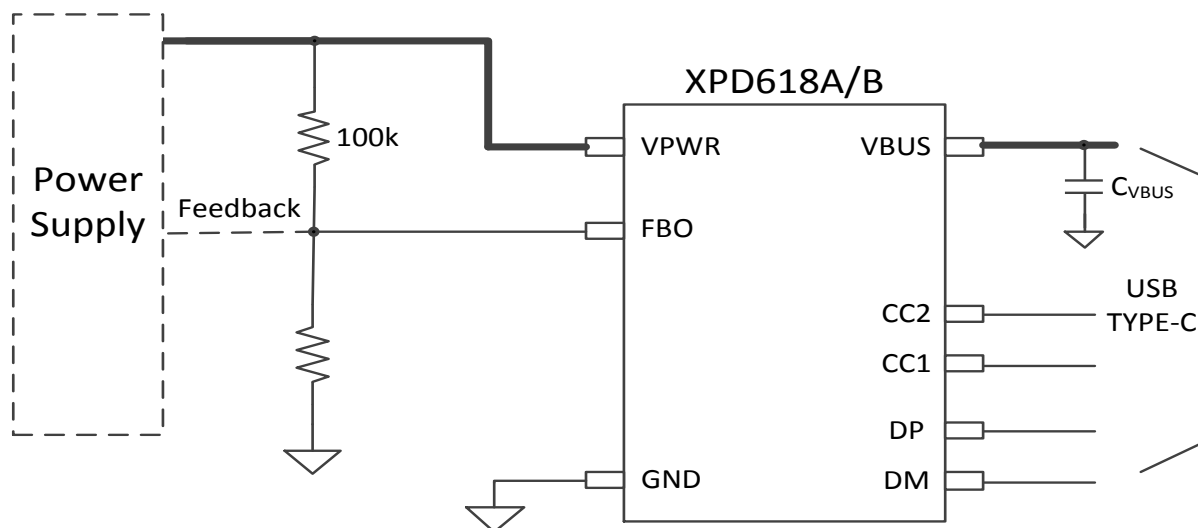 XPD618A/B
100k
VPWR
VBUS
Power
Supply
Feedback
FBO
CVBUS
CC2
USB
TYPE-C
CC1
DP
GND
DM